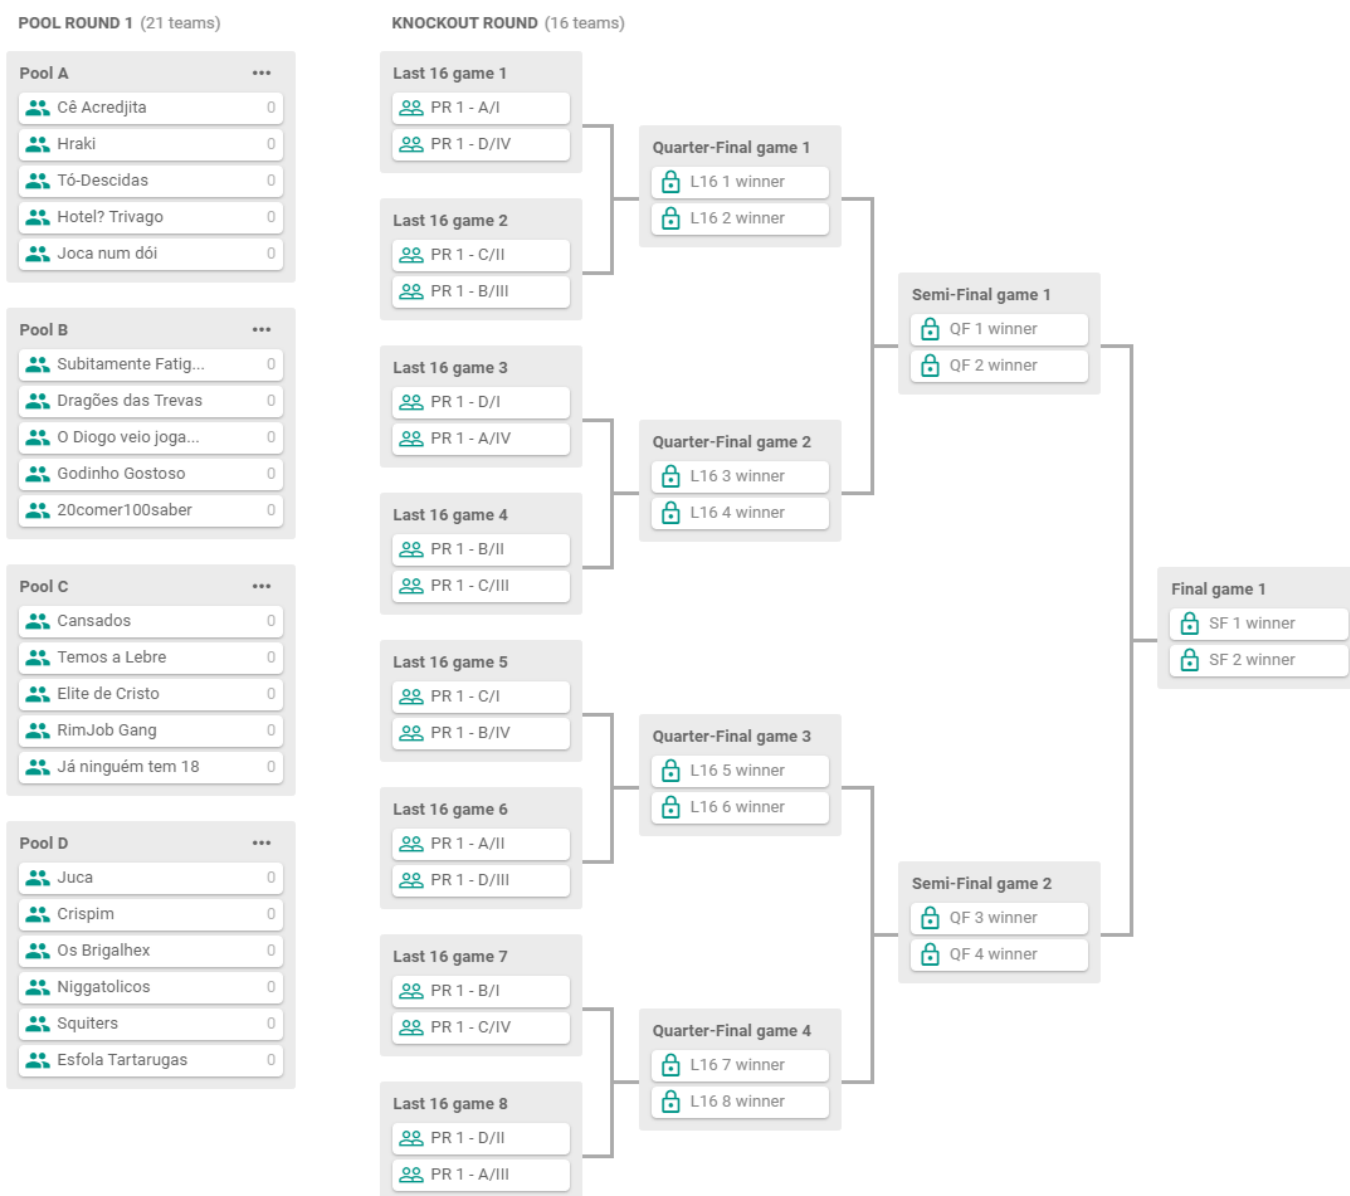 POOL ROUND 1 (21 teams)
Pool A
Cê Acredjita 0
Hraki 0
Tó-Descidas 0
Hotel? Trivago 0
Joca num dói 0
Pool B
Subitamente Fatig... 0
Dragões das Trevas 0
O Diogo veio joga... 0
Godinho Gostoso 0
20comer100saber 0
Pool C
Cansados 0
Temos a Lebre 0
Elite de Cristo 0
RimJob Gang 0
Já ninguém tem 18 0
Pool D
Juca 0
Crispim 0
Os Brigalhex 0
Niggatolicos 0
Squiters 0
Esfola Tartarugas 0
KNOCKOUT ROUND (16 teams)
Last 16 game 1
PR 1 - A/I
PR 1 - D/IV
Last 16 game 2
PR 1 - C/II
PR 1 - B/III
Last 16 game 3
PR 1 - D/I
PR 1 - A/IV
Last 16 game 4
PR 1 - B/II
PR 1 - C/III
Last 16 game 5
PR 1 - C/I
PR 1 - B/IV
Last 16 game 6
PR 1 - A/II
PR 1 - D/III
Last 16 game 7
PR 1 - B/I
PR 1 - C/IV
Last 16 game 8
PR 1 - D/II
PR 1 - A/III
Quarter-Final game 1
L16 1 winner
L16 2 winner
Quarter-Final game 2
L16 3 winner
L16 4 winner
Quarter-Final game 3
L16 5 winner
L16 6 winner
Quarter-Final game 4
L16 7 winner
L16 8 winner
Semi-Final game 1
QF 1 winner
QF 2 winner
Semi-Final game 2
QF 3 winner
QF 4 winner
Final game 1
SF 1 winner
SF 2 winner